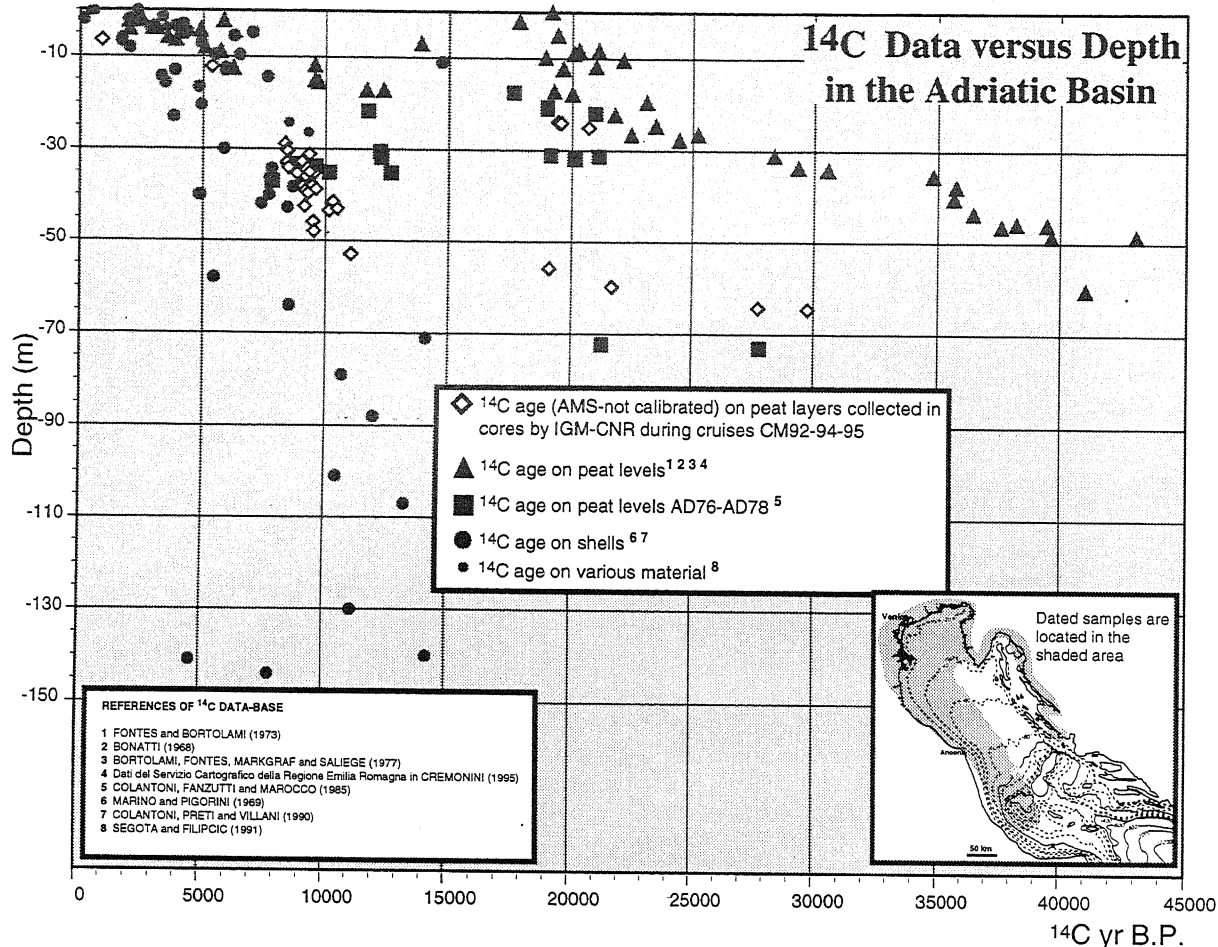 ¹⁴C Data versus Depth
in the Adriatic Basin
Depth (m)
-10
-30
-50
-70
-90
-110
-130
-150
◇ ¹⁴C age (AMS-not calibrated) on peat layers collected in
cores by IGM-CNR during cruises CM92-94-95
▲ ¹⁴C age on peat levels ¹ ² ³ ⁴
■ ¹⁴C age on peat levels AD76-AD78 ⁵
● ¹⁴C age on shells ⁶ ⁷
• ¹⁴C age on various material ⁸
Dated samples are
located in the
shaded area
Ancona
50 km
REFERENCES OF ¹⁴C DATA-BASE
1 FONTES and BORTOLAMI (1973)
2 BONATTI (1968)
3 BORTOLAMI, FONTES, MARKGRAF and SALIEGE (1977)
4 Dati del Servizio Cartografico della Regione Emilia Romagna in CREMONINI (1995)
5 COLANTONI, FANZUTTI and MAROCCO (1985)
6 MARINO and PIGORINI (1969)
7 COLANTONI, PRETI and VILLANI (1990)
8 SEGOTA and FILIPCIC (1991)
0 5000 10000 15000 20000 25000 30000 35000 40000 45000
¹⁴C yr B.P.